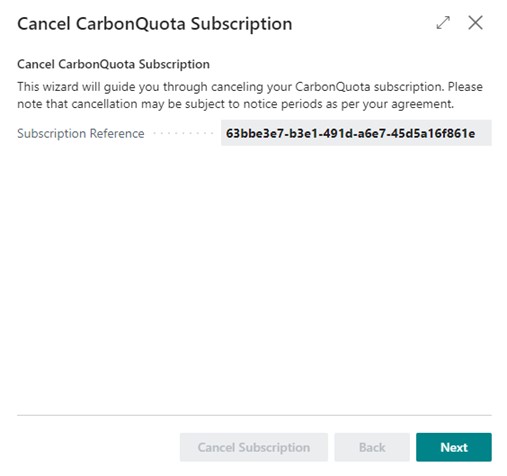 Cancel CarbonQuota Subscription
Cancel CarbonQuota Subscription
This wizard will guide you through canceling your CarbonQuota subscription. Please
note that cancellation may be subject to notice periods as per your agreement.
Subscription Reference 63bbe3e7-b3e1-491d-a6e7-45d5a16f861e
Cancel Subscription Back Next